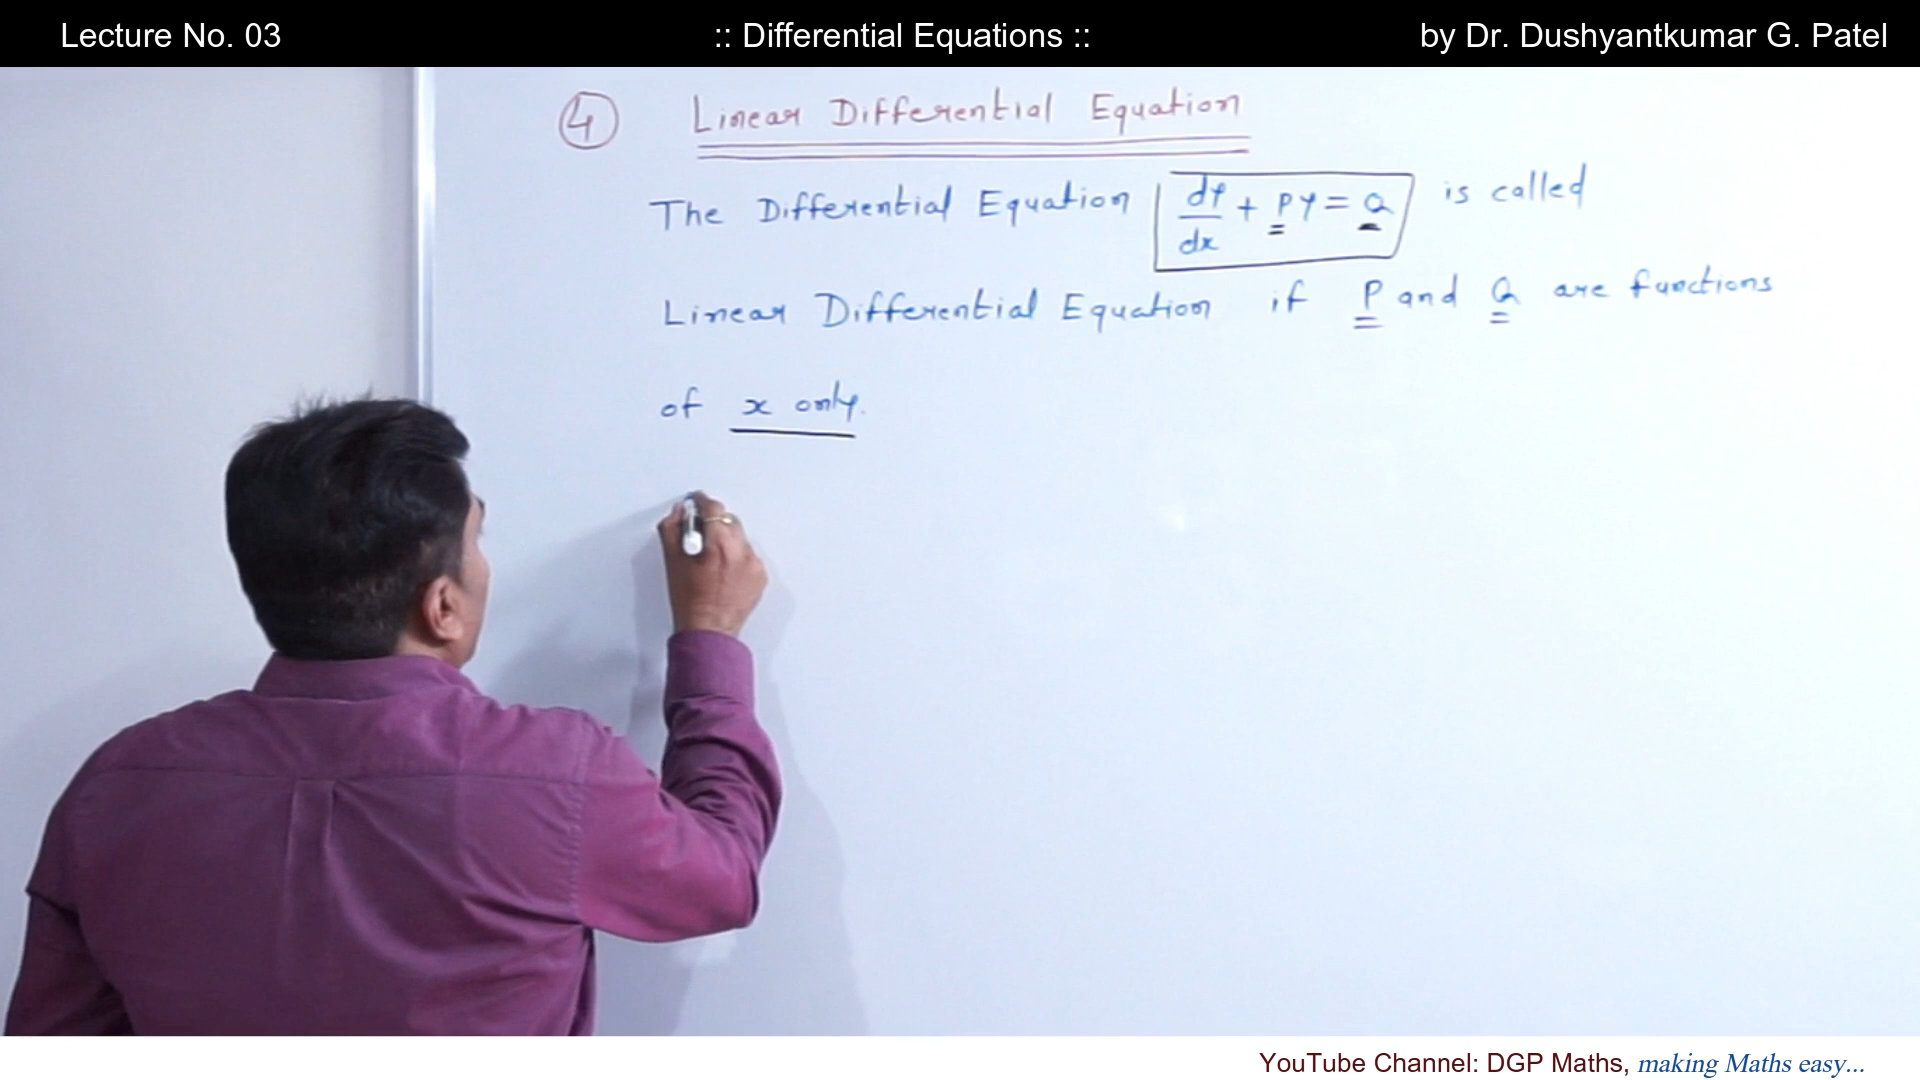 Lecture No. 03 :: Differential Equations :: by Dr. Dushyantkumar G. Patel
4 Linear Differential Equation
The Differential Equation dy/dx + Py = Q is called
Linear Differential Equation if P and Q are functions
of x only.
YouTube Channel: DGP Maths, making Maths easy...